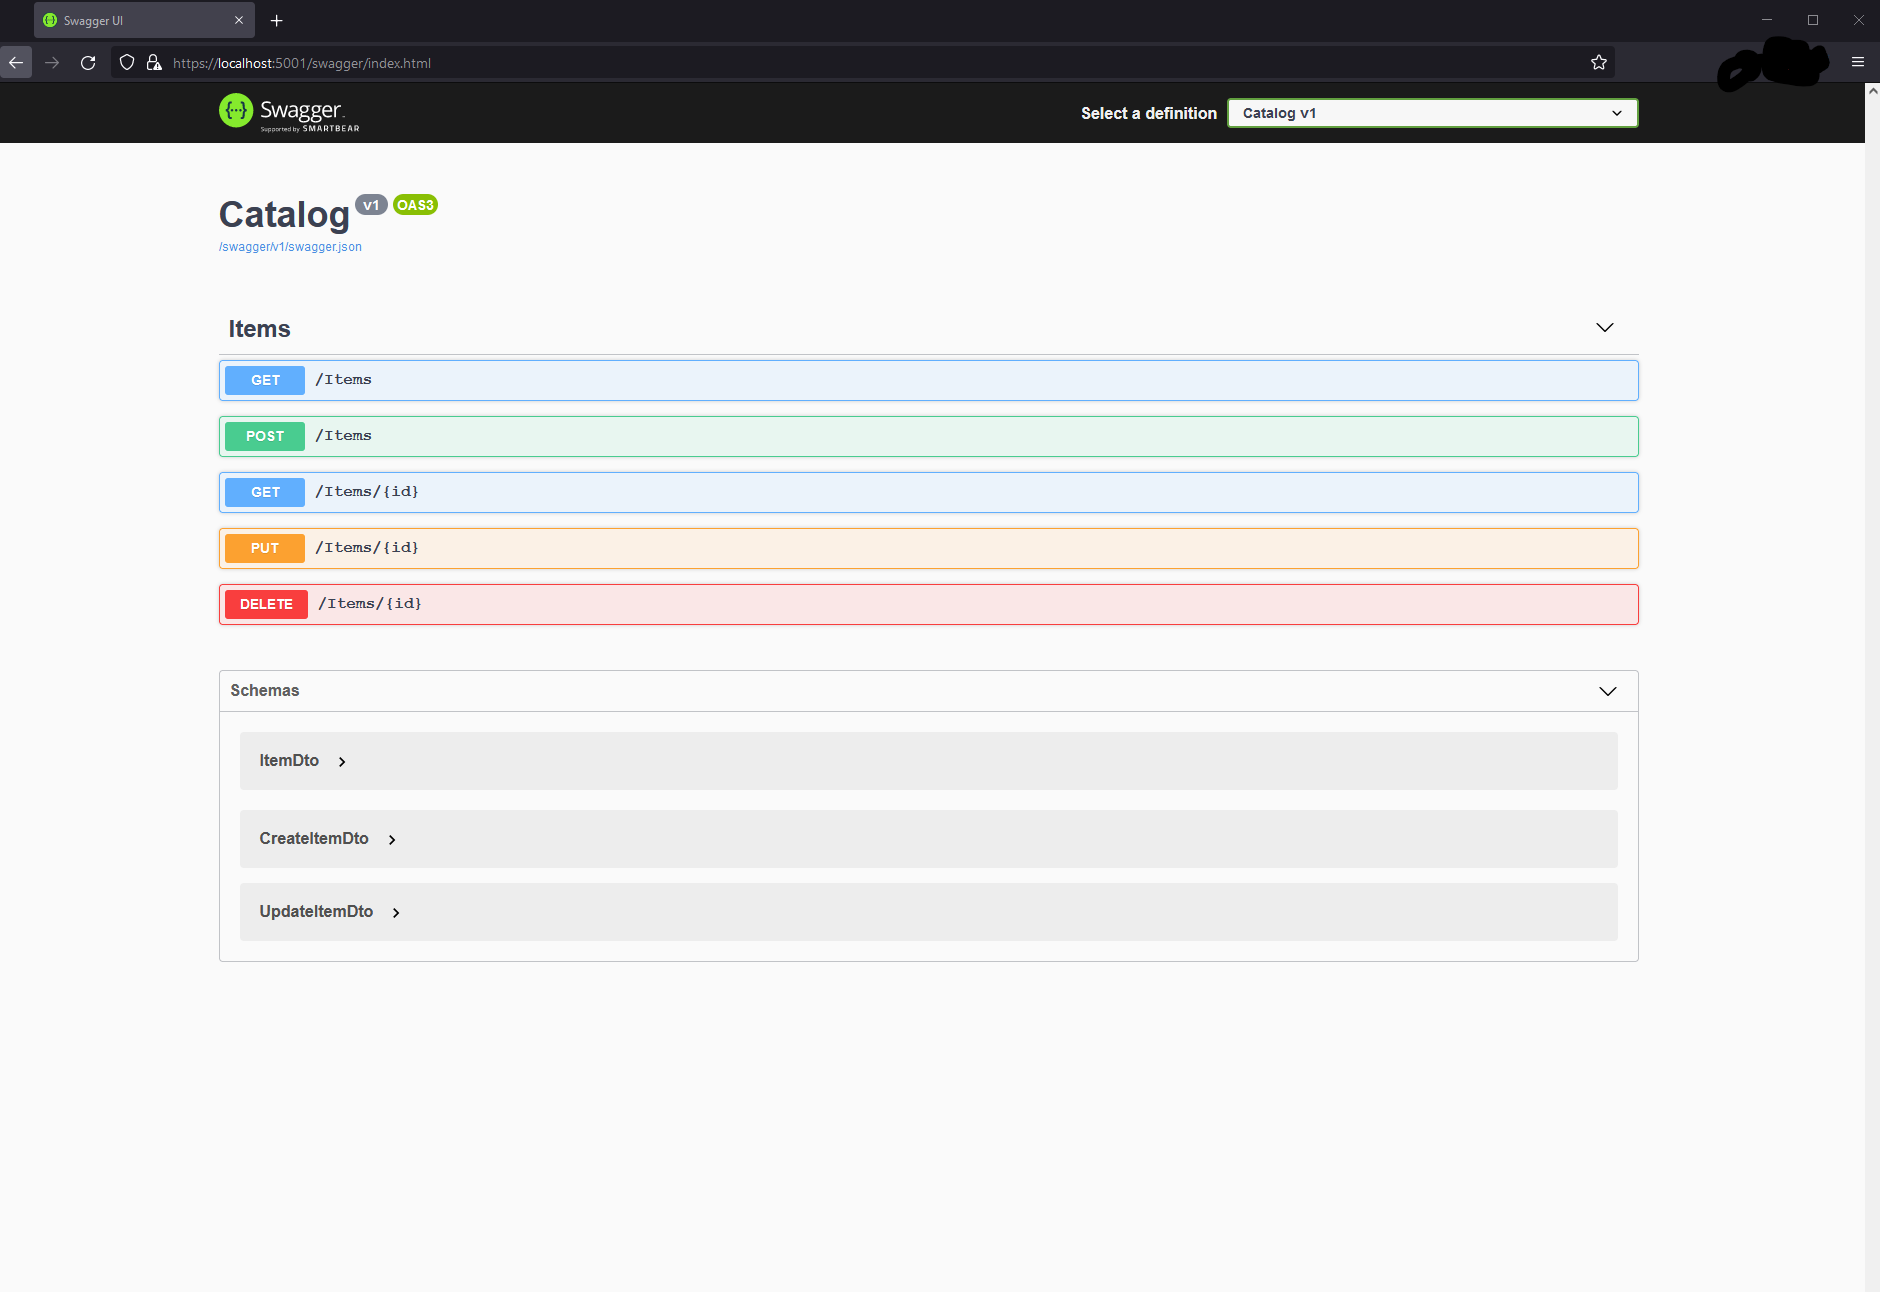 Swagger UI
https://localhost:5001/swagger/index.html
Swagger
Supported by SMARTBEAR
Select a definition
Catalog v1
Catalog v1 OAS3
/swagger/v1/swagger.json
Items
GET /Items
POST /Items
GET /Items/{id}
PUT /Items/{id}
DELETE /Items/{id}
Schemas
ItemDto
CreateItemDto
UpdateItemDto